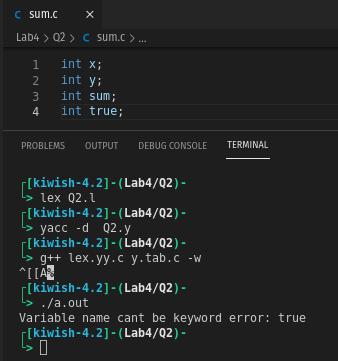 C sum.c ×
Lab4 > Q2 > C sum.c > ...
1 int x;
2 int y;
3 int sum;
4 int true;
PROBLEMS OUTPUT DEBUG CONSOLE TERMINAL
┌[kiwish-4.2]-(Lab4/Q2)-
└> lex Q2.l
┌[kiwish-4.2]-(Lab4/Q2)-
└> yacc -d  Q2.y
┌[kiwish-4.2]-(Lab4/Q2)-
└> g++ lex.yy.c y.tab.c -w
^[[A%
┌[kiwish-4.2]-(Lab4/Q2)-
└> ./a.out
Variable name cant be keyword error: true
┌[kiwish-4.2]-(Lab4/Q2)-
└>